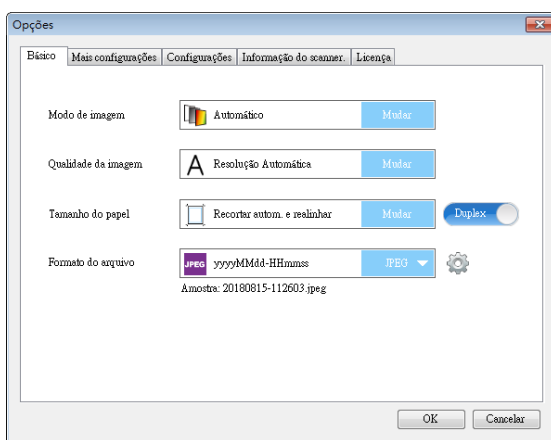 Opções
Básico Mais configurações Configurações Informação do scanner. Licença
Modo de imagem Automático Mudar
Qualidade da imagem A Resolução Automática Mudar
Tamanho do papel Recortar autom. e realinhar Mudar Duplex
Formato do arquivo JPEG yyyyMMdd-HHmmss JPEG
Amostra: 20180815-112603.jpeg
OK Cancelar